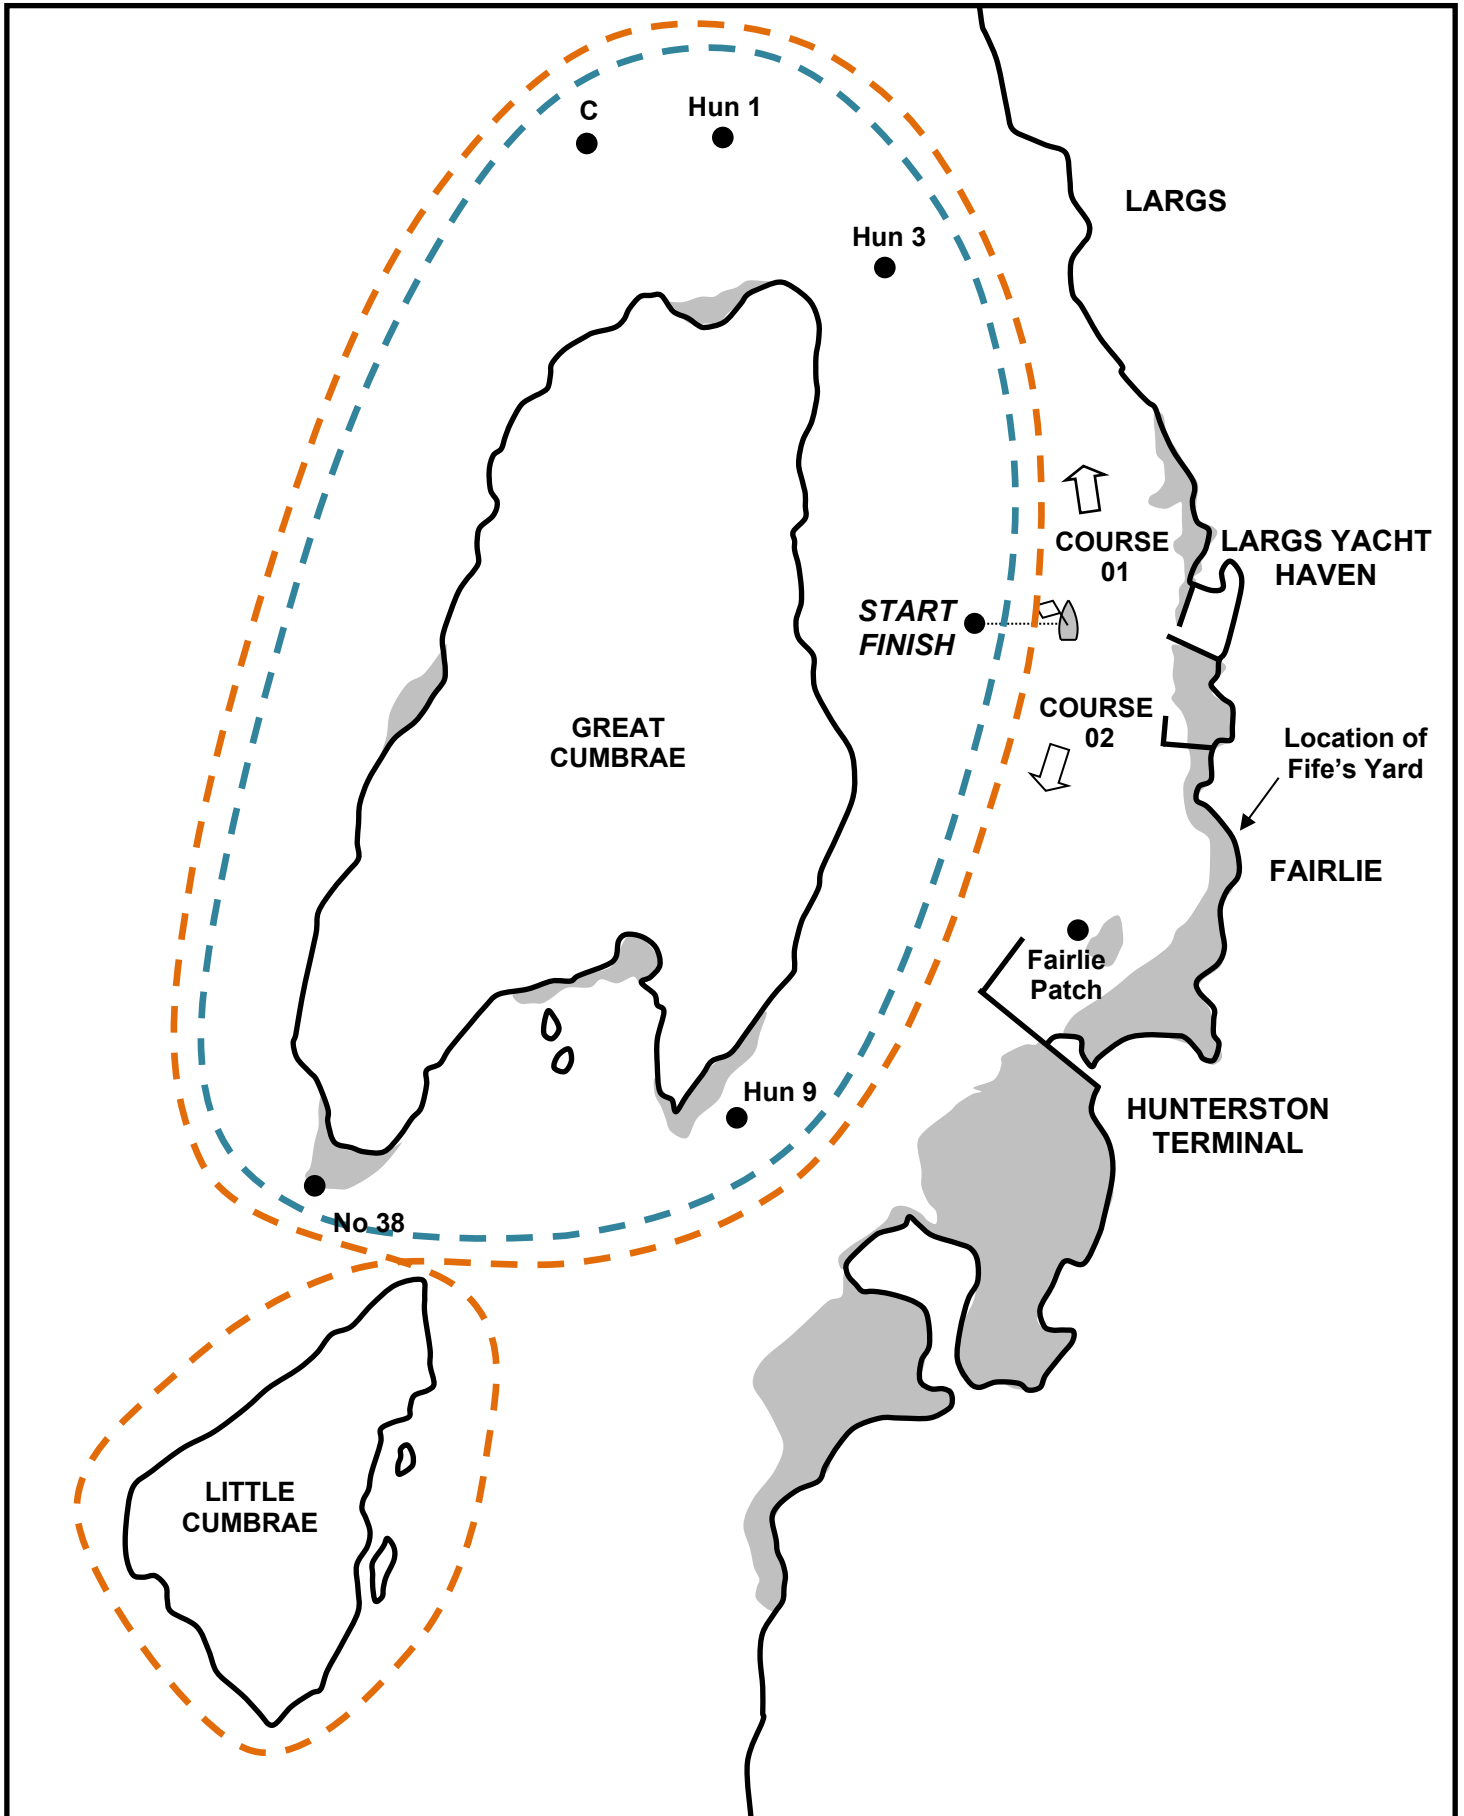 C
Hun 1
LARGS
Hun 3
COURSE
01
LARGS YACHT
HAVEN
START
FINISH
COURSE
02
GREAT
CUMBRAE
Location of
Fife’s Yard
FAIRLIE
Fairlie
Patch
Hun 9
HUNTERSTON
TERMINAL
No 38
LITTLE
CUMBRAE